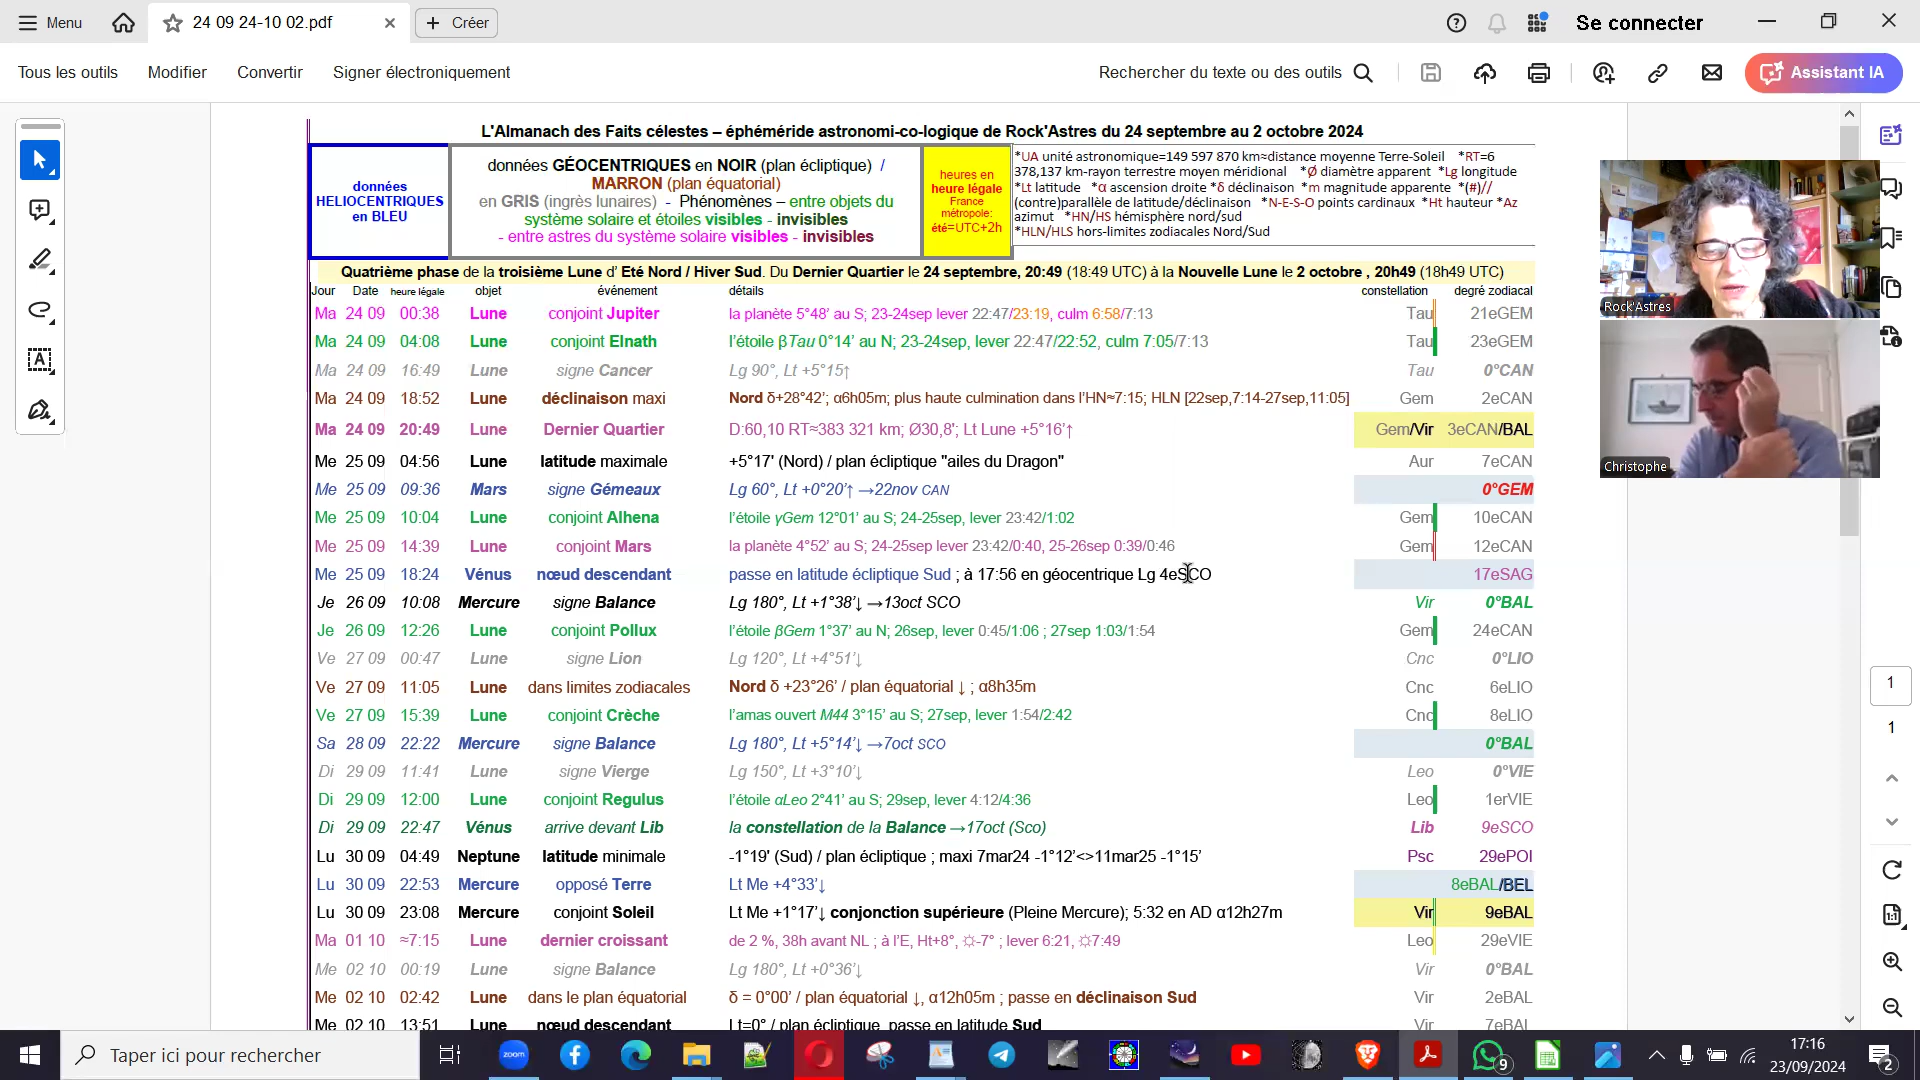 Menu
24 09 24-10 02.pdf
Créer
Se connecter
Tous les outils Modifier Convertir Signer électroniquement
Rechercher du texte ou des outils
Assistant IA
L'Almanach des Faits célestes – éphéméride astronomi-co-logique de Rock'Astres du 24 septembre au 2 octobre 2024
données
HELIOCENTRIQUES
en BLEU
données GÉOCENTRIQUES en NOIR (plan écliptique) /
MARRON (plan équatorial)
en GRIS (ingrès lunaires) - Phénomènes – entre objets du
système solaire et étoiles visibles - invisibles
- entre astres du système solaire visibles - invisibles
heures en
heure légale
France
métropole:
été=UTC+2h
*UA unité astronomique=149 597 870 km≈distance moyenne Terre-Soleil *RT=6
378,137 km-rayon terrestre moyen méridional *Ø diamètre apparent *Lg longitude
*Lt latitude *α ascension droite *δ déclinaison *m magnitude apparente *(#)//
(contre)parallèle de latitude/déclinaison *N-E-S-O points cardinaux *Ht hauteur *Az
azimut *HN/HS hémisphère nord/sud
*HLN/HLS hors-limites zodiacales Nord/Sud
Quatrième phase de la troisième Lune d' Eté Nord / Hiver Sud. Du Dernier Quartier le 24 septembre, 20:49 (18:49 UTC) à la Nouvelle Lune le 2 octobre , 20h49 (18h49 UTC)
Jour Date heure légale objet événement détails constellation degré zodiacal
Ma 24 09 00:38 Lune conjoint Jupiter la planète 5°48' au S; 23-24sep lever 22:47/23:19, culm 6:58/7:13 Tau 21eGEM
Ma 24 09 04:08 Lune conjoint Elnath l'étoile βTau 0°14' au N; 23-24sep, lever 22:47/22:52, culm 7:05/7:13 Tau 23eGEM
Ma 24 09 16:49 Lune signe Cancer Lg 90°, Lt +5°15'↑ Tau 0°CAN
Ma 24 09 18:52 Lune déclinaison maxi Nord δ+28°42'; α6h05m; plus haute culmination dans l'HN≈7:15; HLN [22sep,7:14-27sep,11:05] Gem 2eCAN
Ma 24 09 20:49 Lune Dernier Quartier D:60,10 RT≈383 321 km; Ø30,8'; Lt Lune +5°16'↑ Gem/Vir 3eCAN/BAL
Me 25 09 04:56 Lune latitude maximale +5°17' (Nord) / plan écliptique "ailes du Dragon" Aur 7eCAN
Me 25 09 09:36 Mars signe Gémeaux Lg 60°, Lt +0°20'↑ →22nov CAN 0°GEM
Me 25 09 10:04 Lune conjoint Alhena l'étoile γGem 12°01' au S; 24-25sep, lever 23:42/1:02 Gem 10eCAN
Me 25 09 14:39 Lune conjoint Mars la planète 4°52' au S; 24-25sep lever 23:42/0:40, 25-26sep 0:39/0:46 Gem 12eCAN
Me 25 09 18:24 Vénus nœud descendant passe en latitude écliptique Sud ; à 17:56 en géocentrique Lg 4eSCO 17eSAG
Je 26 09 10:08 Mercure signe Balance Lg 180°, Lt +1°38'↓ →13oct SCO Vir 0°BAL
Je 26 09 12:26 Lune conjoint Pollux l'étoile βGem 1°37' au N; 26sep, lever 0:45/1:06 ; 27sep 1:03/1:54 Gem 24eCAN
Ve 27 09 00:47 Lune signe Lion Lg 120°, Lt +4°51'↓ Cnc 0°LIO
Ve 27 09 11:05 Lune dans limites zodiacales Nord δ +23°26' / plan équatorial ↓ ; α8h35m Cnc 6eLIO
Ve 27 09 15:39 Lune conjoint Crèche l'amas ouvert M44 3°15' au S; 27sep, lever 1:54/2:42 Cnc 8eLIO
Sa 28 09 22:22 Mercure signe Balance Lg 180°, Lt +5°14'↓ →7oct SCO 0°BAL
Di 29 09 11:41 Lune signe Vierge Lg 150°, Lt +3°10'↓ Leo 0°VIE
Di 29 09 12:00 Lune conjoint Regulus l'étoile αLeo 2°41' au S; 29sep, lever 4:12/4:36 Leo 1erVIE
Di 29 09 22:47 Vénus arrive devant Lib la constellation de la Balance →17oct (Sco) Lib 9eSCO
Lu 30 09 04:49 Neptune latitude minimale -1°19' (Sud) / plan écliptique ; maxi 7mar24 -1°12'<>11mar25 -1°15' Psc 29ePOI
Lu 30 09 22:53 Mercure opposé Terre Lt Me +4°33'↓ 8eBAL/BEL
Lu 30 09 23:08 Mercure conjoint Soleil Lt Me +1°17'↓ conjonction supérieure (Pleine Mercure); 5:32 en AD α12h27m Vir 9eBAL
Ma 01 10 ≈7:15 Lune dernier croissant de 2 %, 38h avant NL ; à l'E, Ht+8°, ☼-7° ; lever 6:21, ☼7:49 Leo 29eVIE
Me 02 10 00:19 Lune signe Balance Lg 180°, Lt +0°36'↓ Vir 0°BAL
Me 02 10 02:42 Lune dans le plan équatorial δ = 0°00' / plan équatorial ↓, α12h05m ; passe en déclinaison Sud Vir 2eBAL
Me 02 10 13:51 Lune nœud descendant Lt=0° / plan écliptique, passe en latitude Sud Vir 7eBAL
Rock'Astres
Christophe
1
1
Taper ici pour rechercher
zoom
9
17:16
23/09/2024
2